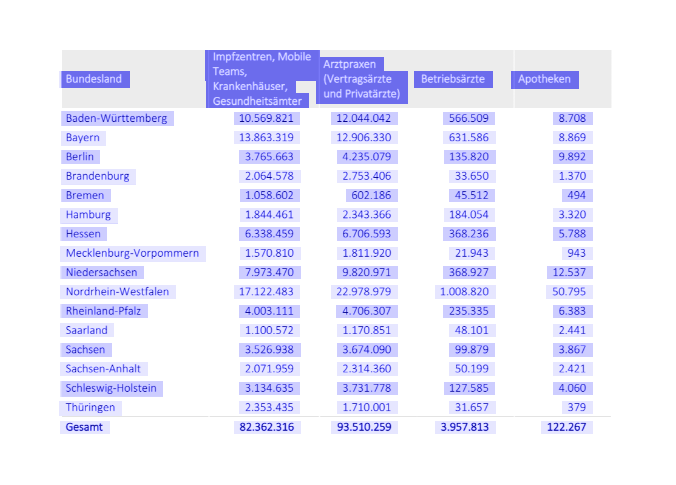 Bundesland Impfzentren, Mobile Teams, Krankenhäuser, Gesundheitsämter Arztpraxen (Vertragsärzte und Privatärzte) Betriebsärzte Apotheken
Baden-Württemberg 10.569.821 12.044.042 566.509 8.708
Bayern 13.863.319 12.906.330 631.586 8.869
Berlin 3.765.663 4.235.079 135.820 9.892
Brandenburg 2.064.578 2.753.406 33.650 1.370
Bremen 1.058.602 602.186 45.512 494
Hamburg 1.844.461 2.343.366 184.054 3.320
Hessen 6.338.459 6.706.593 368.236 5.788
Mecklenburg-Vorpommern 1.570.810 1.811.920 21.943 943
Niedersachsen 7.973.470 9.820.971 368.927 12.537
Nordrhein-Westfalen 17.122.483 22.978.979 1.008.820 50.795
Rheinland-Pfalz 4.003.111 4.706.307 235.335 6.383
Saarland 1.100.572 1.170.851 48.101 2.441
Sachsen 3.526.938 3.674.090 99.879 3.867
Sachsen-Anhalt 2.071.959 2.314.360 50.199 2.421
Schleswig-Holstein 3.134.635 3.731.778 127.585 4.060
Thüringen 2.353.435 1.710.001 31.657 379
Gesamt 82.362.316 93.510.259 3.957.813 122.267